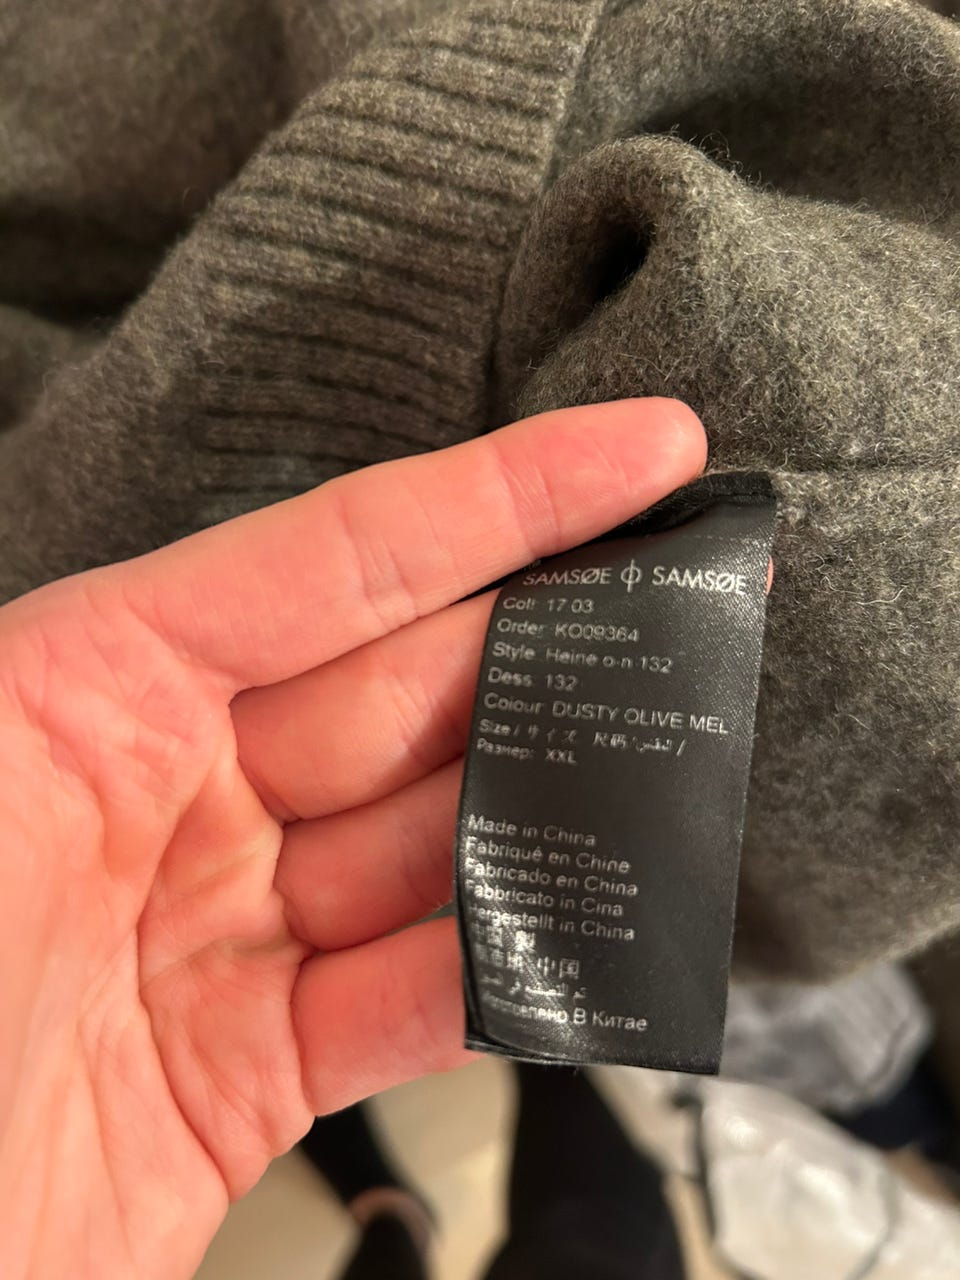 SAMSØE ф SAMSØE
Coll: 17 03
Order: KO09364
Style: Heine o-n 132
Dess: 132
Colour: DUSTY OLIVE MEL
Size / サイズ 尺码 /
Размер: XXL
Made in China
Fabriqué en Chine
Fabricado en China
Fabbricato in Cina
Hergestellt in China
中国
В Китае